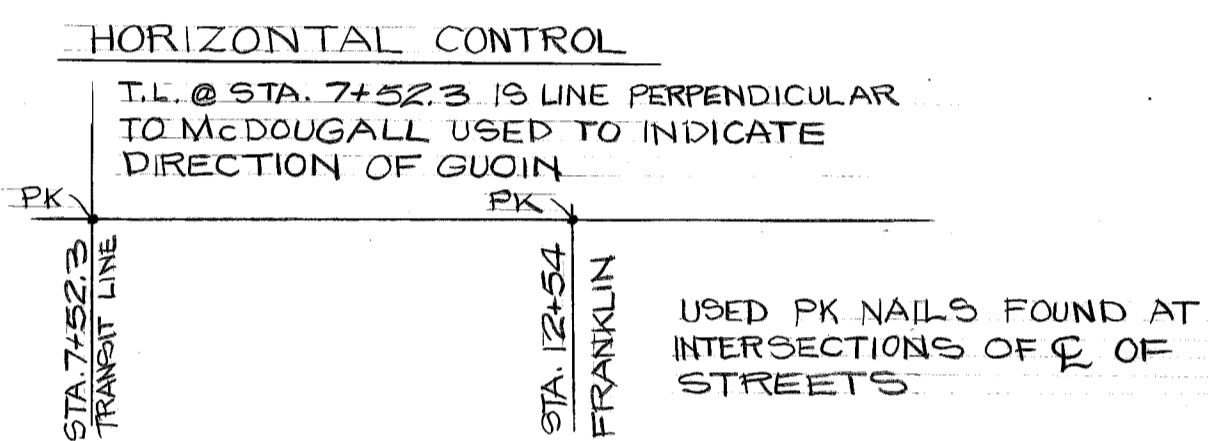 HORIZONTAL CONTROL
T.L. @ STA. 7+52.3 IS LINE PERPENDICULAR
TO McDOUGALL USED TO INDICATE
DIRECTION OF GUOIN
PK
PK
STA. 7+52.3
TRANSIT LINE
STA. 12+54
FRANKLIN
USED PK NAILS FOUND AT
INTERSECTIONS OF ℄ OF
STREETS